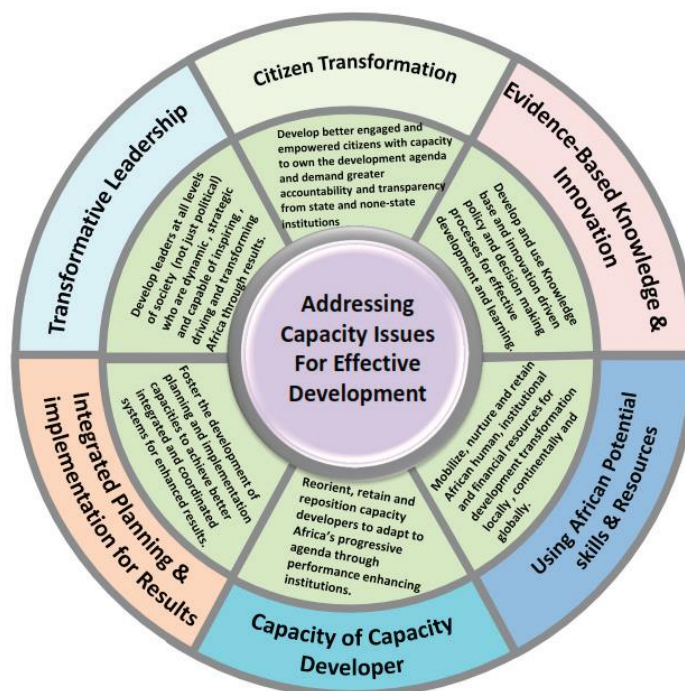 Citizen Transformation
Develop better engaged and
empowered citizens with capacity
to own the development agenda
and demand greater
accountability and transparency
from state and none-state
institutions
Evidence-Based Knowledge &
Innovation
Develop and use Knowledge
base and innovation driven
policy and decision making
processes for effective
development and learning.
Using African Potential
skills & Resources
Mobilize, nurture and retain
African human, institutional
and financial resources for
development transformation
locally , continentally and
globally.
Capacity of Capacity
Developer
Reorient, retain and
reposition capacity
developers to adapt to
Africa's progressive
agenda through
performance enhancing
institutions.
Integrated Planning &
implementation for Results
Foster the development of
planning and implementation
capacities to achieve better
integrated and coordinated
systems for enhanced results.
Transformative Leadership
Develop leaders at all levels
of society (not just political)
who are dynamic , strategic
and capable of inspiring ,
driving and transforming
Africa through results.
Addressing
Capacity Issues
For Effective
Development